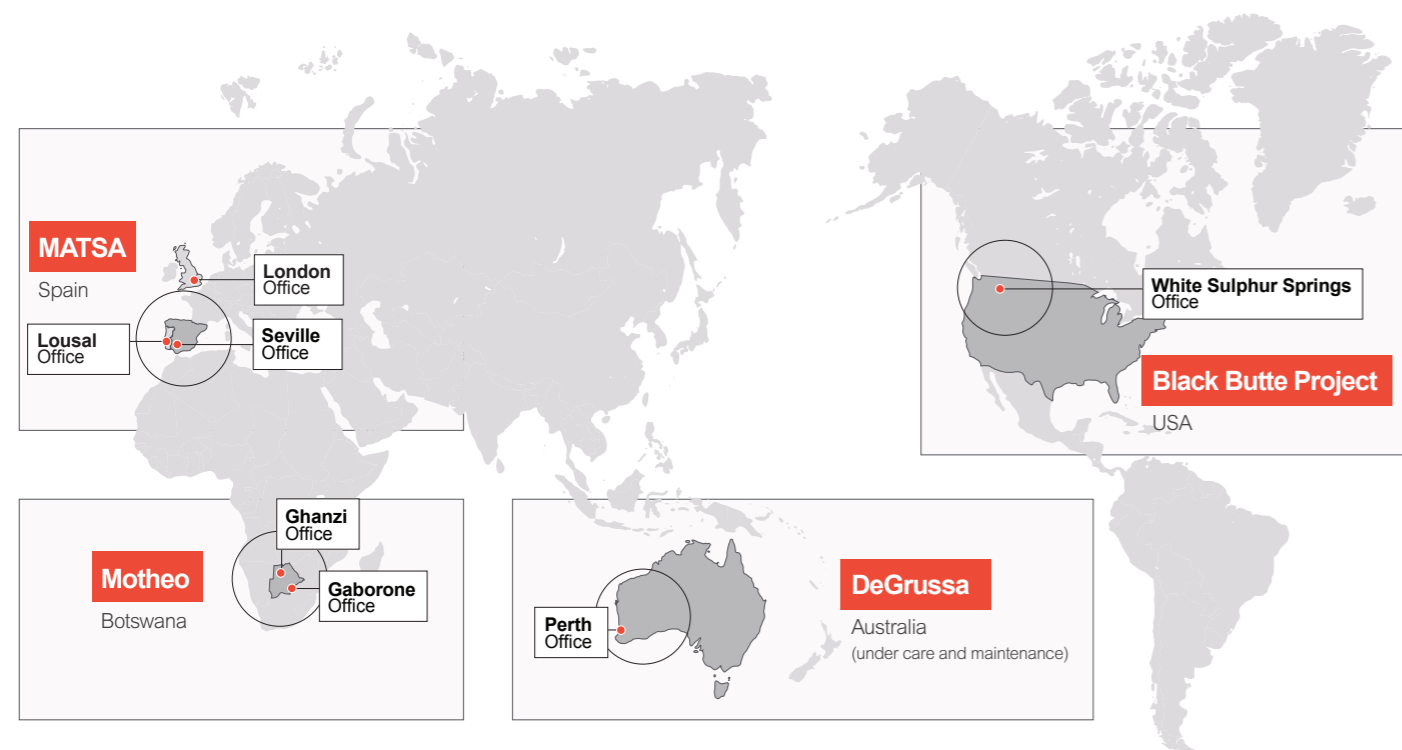 MATSA
Spain
London
Office
Lousal
Office
Seville
Office
White Sulphur Springs
Office
Black Butte Project
USA
Ghanzi
Office
Motheo
Botswana
Gaborone
Office
Perth
Office
DeGrussa
Australia
(under care and maintenance)